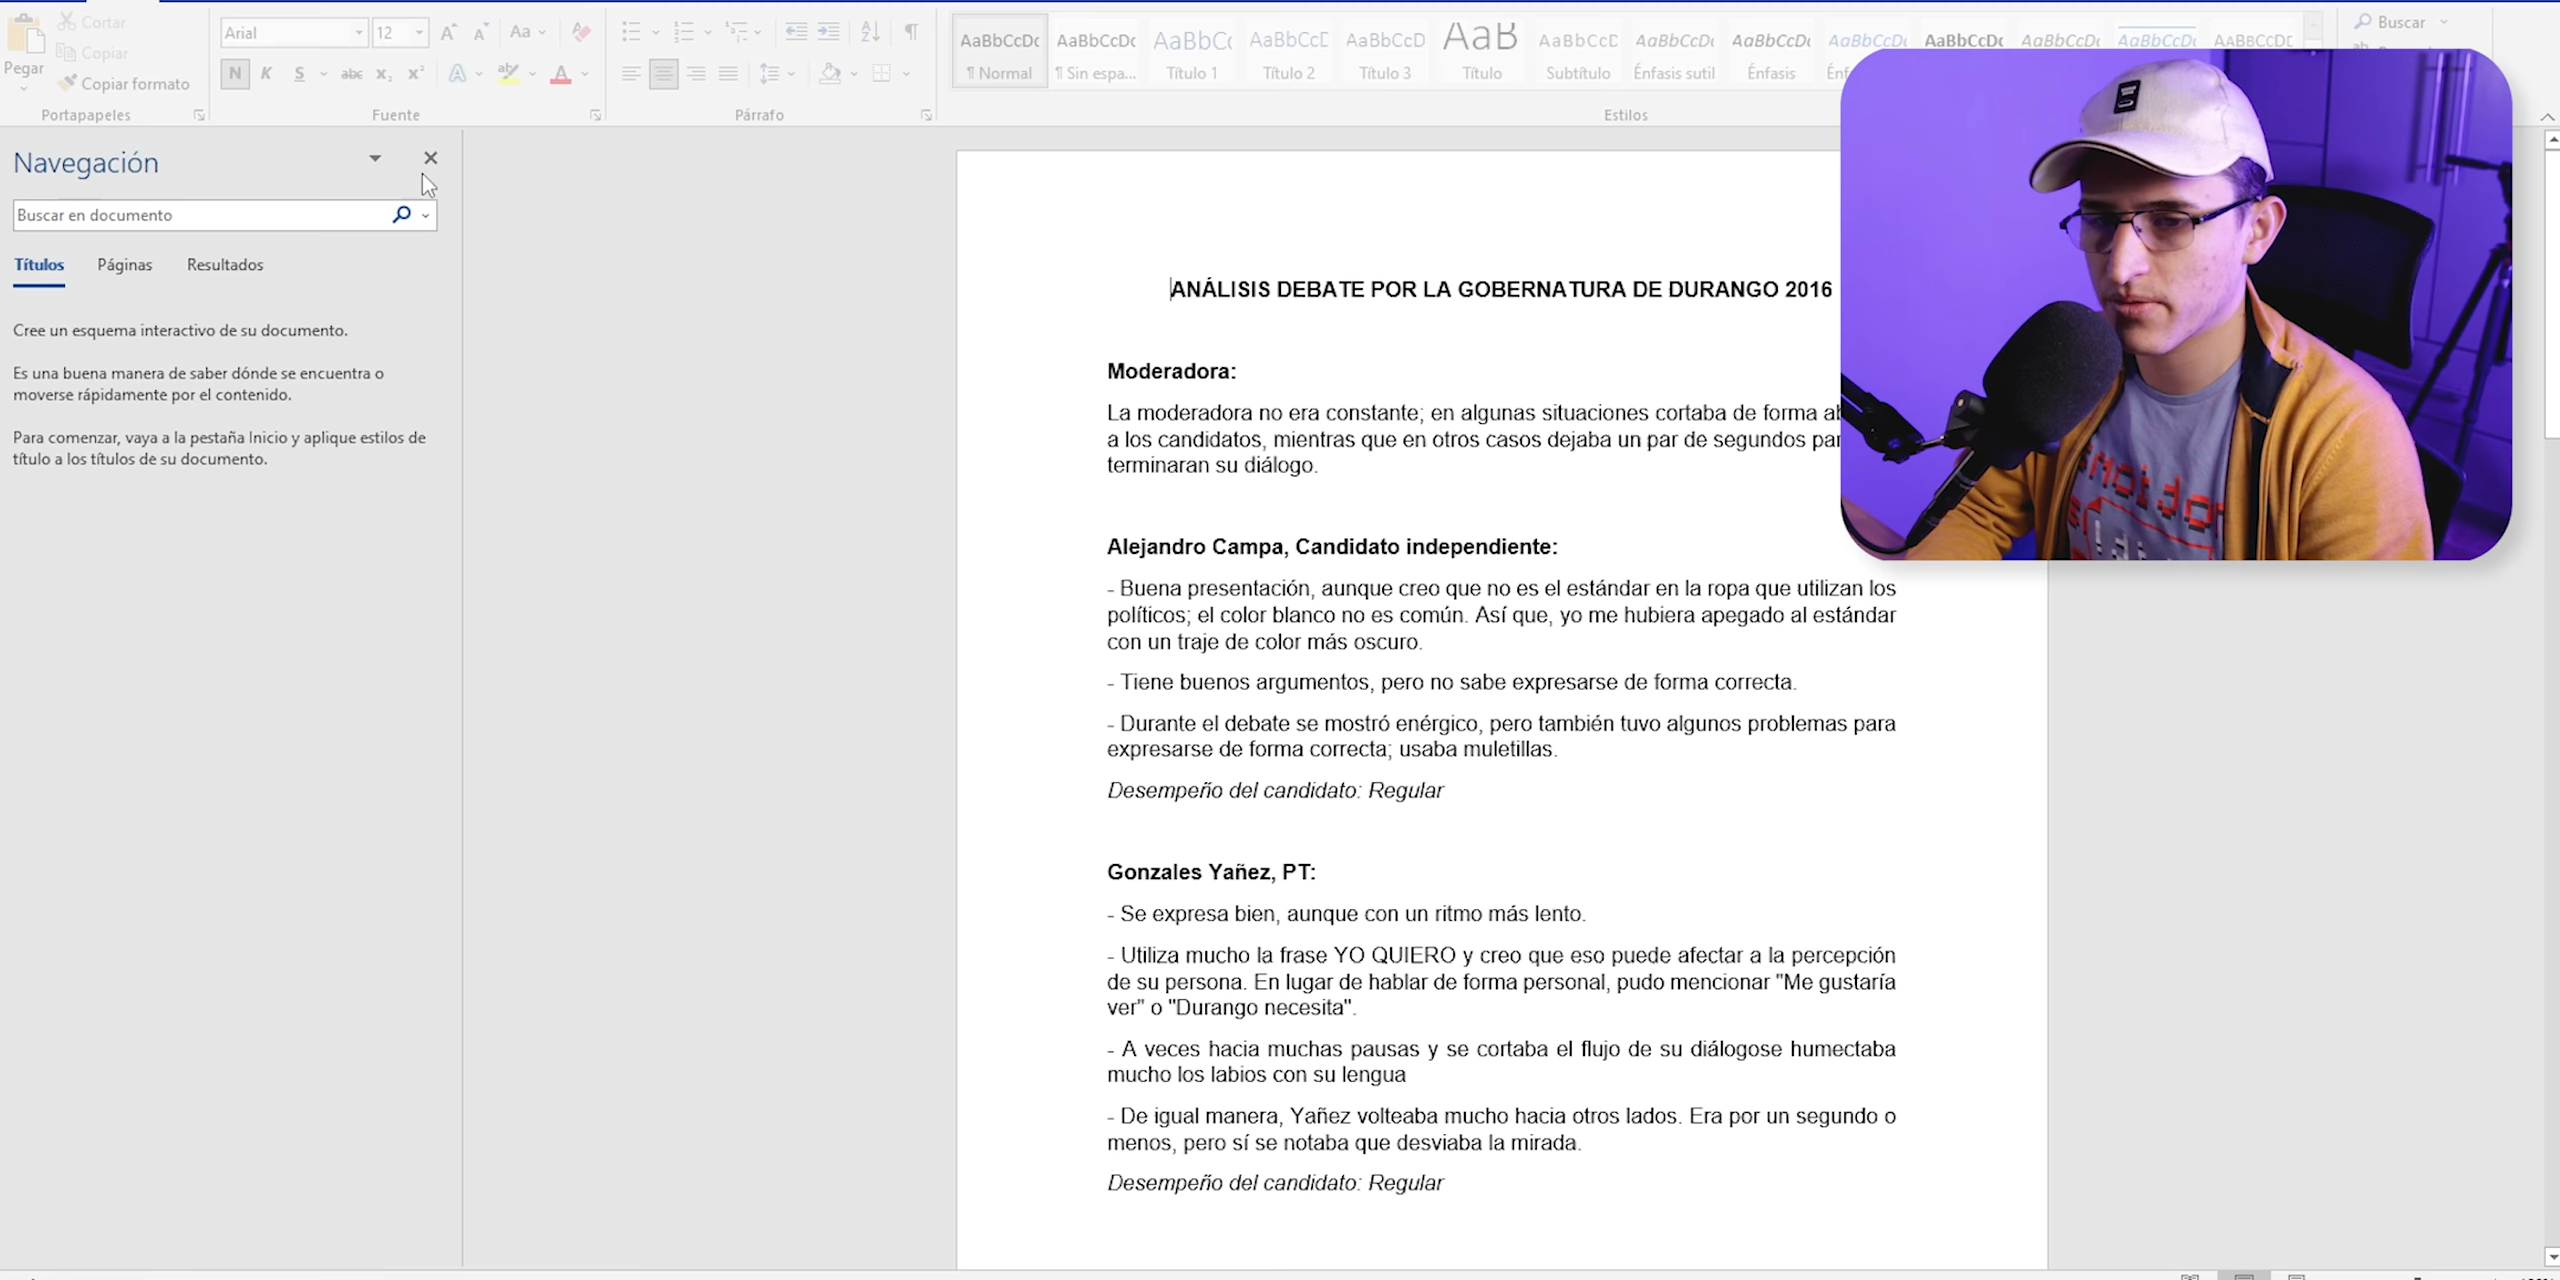 Pegar
Cortar
Copiar
Copiar formato
Portapapeles
Arial
12
Aa
N K S abc x₂ x² A aby A
Fuente
Párrafo
AaBbCcDc AaBbCcDc AaBbCc AaBbCcD AaBbCcD AaB AaBbCcD AaBbCcDc AaBbCcDc AaBbCcDc AaBbCcDc AaBbCcDc AaBbCcDc AABBCCDD
¶ Normal
¶ Sin espa...
Título 1
Título 2
Título 3
Título
Subtítulo
Énfasis sutil
Énfasis
Estilos
Buscar
Navegación
Buscar en documento
Títulos Páginas Resultados
Cree un esquema interactivo de su documento.
Es una buena manera de saber dónde se encuentra o
moverse rápidamente por el contenido.
Para comenzar, vaya a la pestaña Inicio y aplique estilos de
título a los títulos de su documento.
ANÁLISIS DEBATE POR LA GOBERNATURA DE DURANGO 2016
Moderadora:
La moderadora no era constante; en algunas situaciones cortaba de forma
a los candidatos, mientras que en otros casos dejaba un par de segundos
terminaran su diálogo.
Alejandro Campa, Candidato independiente:
- Buena presentación, aunque creo que no es el estándar en la ropa que utilizan los
políticos; el color blanco no es común. Así que, yo me hubiera apegado al estándar
con un traje de color más oscuro.
- Tiene buenos argumentos, pero no sabe expresarse de forma correcta.
- Durante el debate se mostró enérgico, pero también tuvo algunos problemas para
expresarse de forma correcta; usaba muletillas.
Desempeño del candidato: Regular
Gonzales Yañez, PT:
- Se expresa bien, aunque con un ritmo más lento.
- Utiliza mucho la frase YO QUIERO y creo que eso puede afectar a la percepción
de su persona. En lugar de hablar de forma personal, pudo mencionar "Me gustaría
ver" o "Durango necesita".
- A veces hacia muchas pausas y se cortaba el flujo de su diálogose humectaba
mucho los labios con su lengua
- De igual manera, Yañez volteaba mucho hacia otros lados. Era por un segundo o
menos, pero sí se notaba que desviaba la mirada.
Desempeño del candidato: Regular